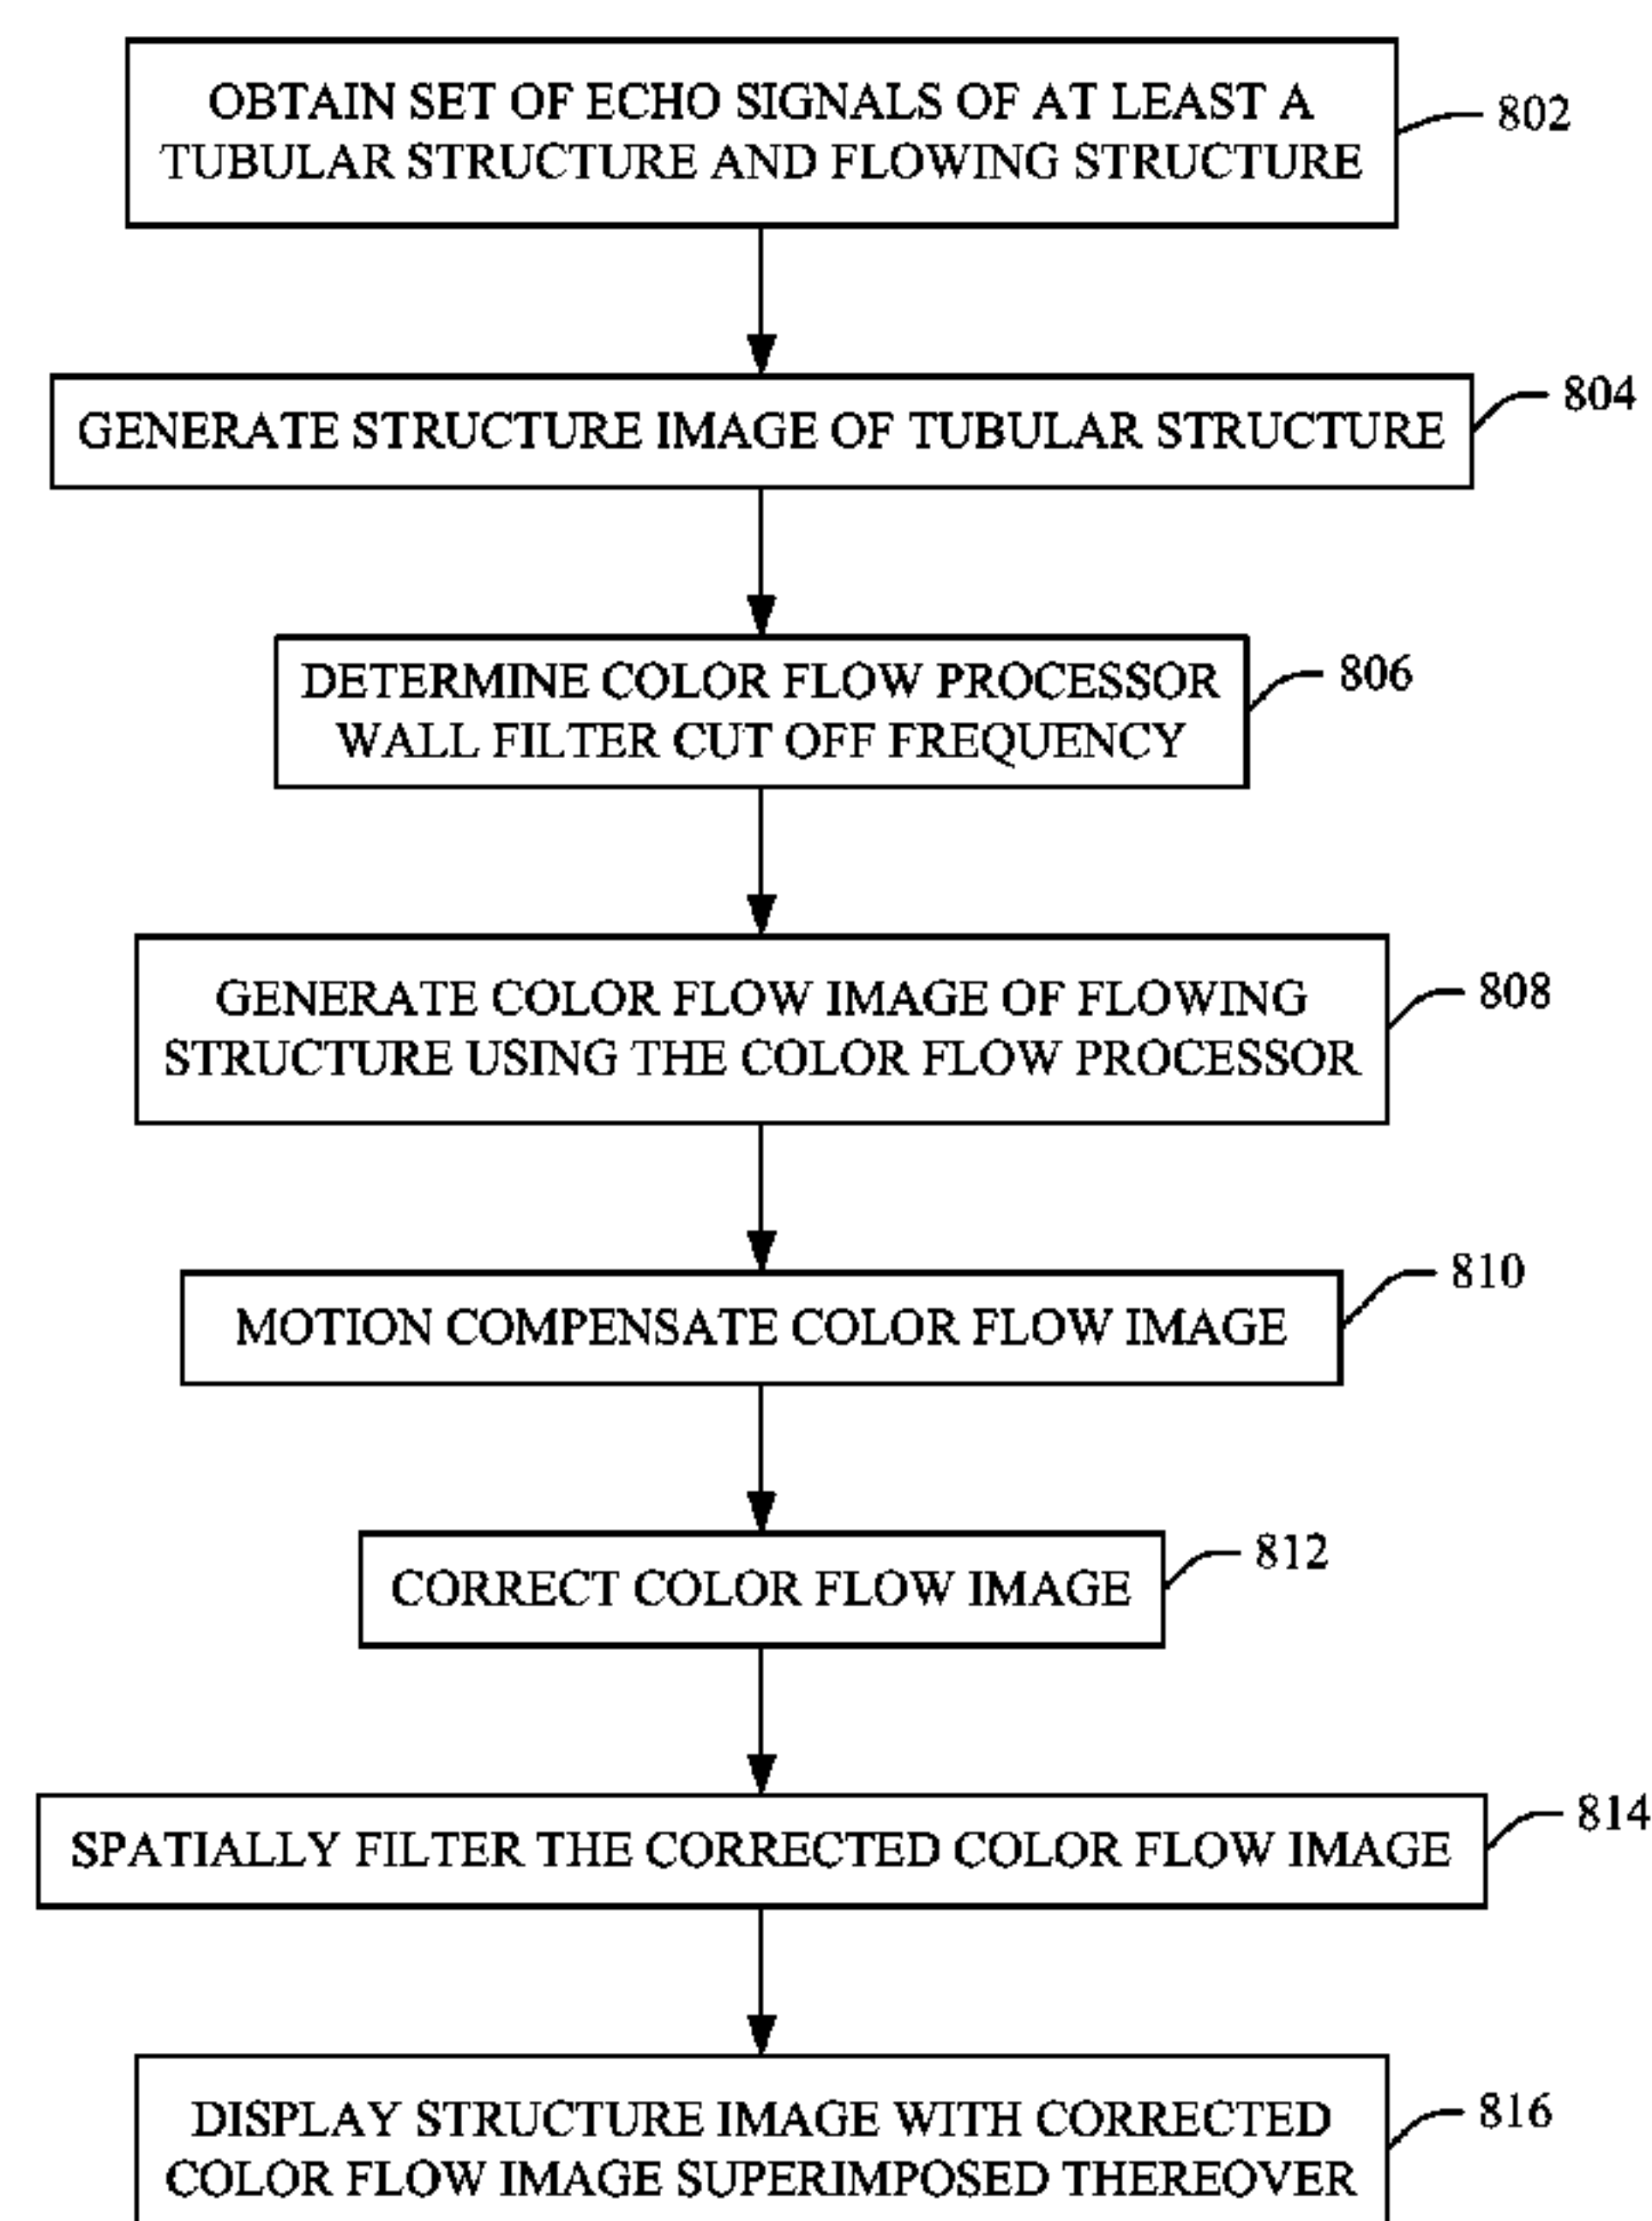 OBTAIN SET OF ECHO SIGNALS OF AT LEAST A
TUBULAR STRUCTURE AND FLOWING STRUCTURE
802
GENERATE STRUCTURE IMAGE OF TUBULAR STRUCTURE
804
DETERMINE COLOR FLOW PROCESSOR
WALL FILTER CUT OFF FREQUENCY
806
GENERATE COLOR FLOW IMAGE OF FLOWING
STRUCTURE USING THE COLOR FLOW PROCESSOR
808
MOTION COMPENSATE COLOR FLOW IMAGE
810
CORRECT COLOR FLOW IMAGE
812
SPATIALLY FILTER THE CORRECTED COLOR FLOW IMAGE
814
DISPLAY STRUCTURE IMAGE WITH CORRECTED
COLOR FLOW IMAGE SUPERIMPOSED THEREOVER
816